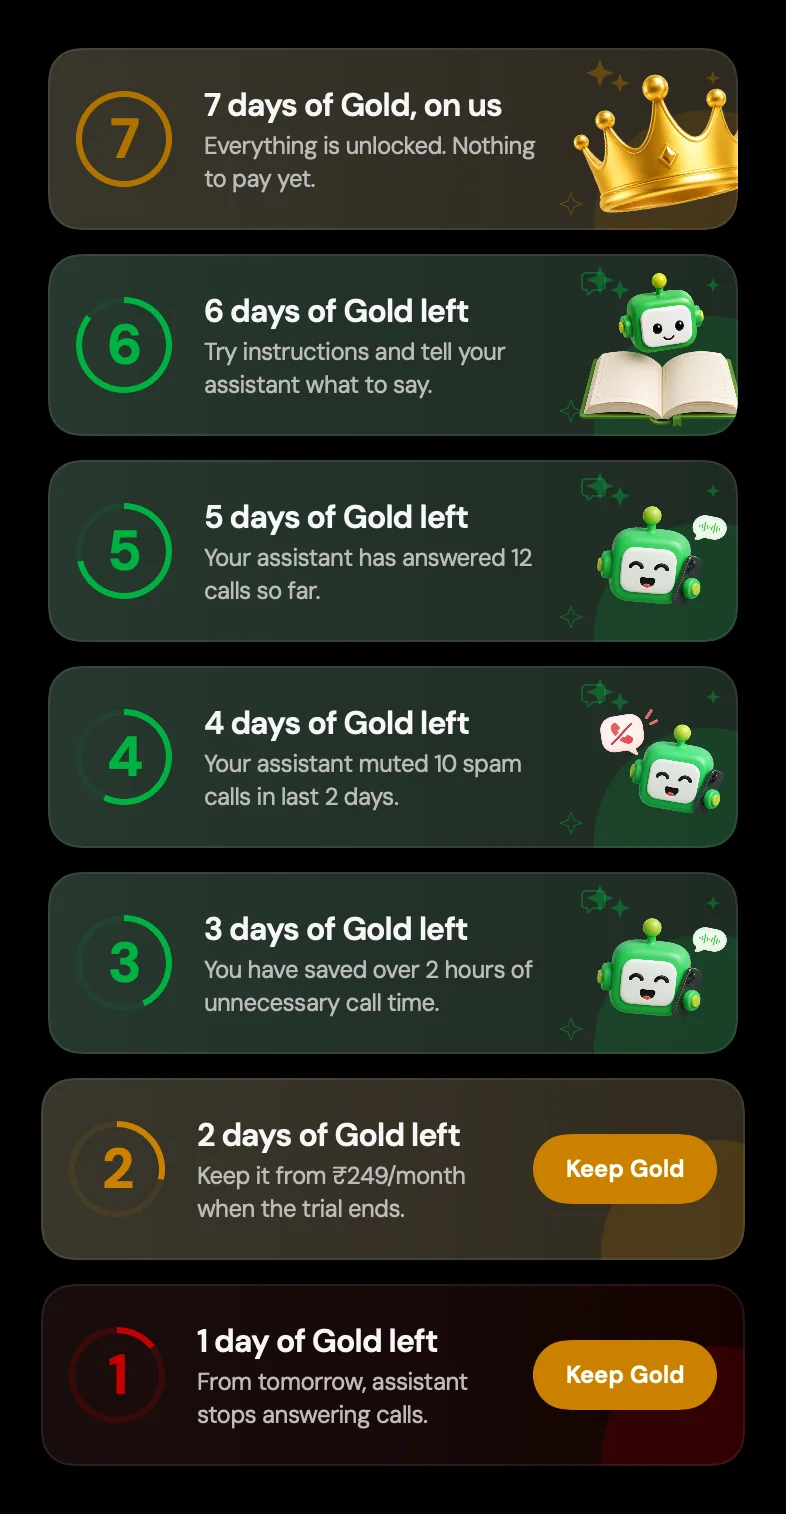 7
7 days of Gold, on us
Everything is unlocked. Nothing
to pay yet.
6
6 days of Gold left
Try instructions and tell your
assistant what to say.
5
5 days of Gold left
Your assistant has answered 12
calls so far.
4
4 days of Gold left
Your assistant muted 10 spam
calls in last 2 days.
3
3 days of Gold left
You have saved over 2 hours of
unnecessary call time.
2
2 days of Gold left
Keep it from ₹249/month
when the trial ends.
Keep Gold
1
1 day of Gold left
From tomorrow, assistant
stops answering calls.
Keep Gold